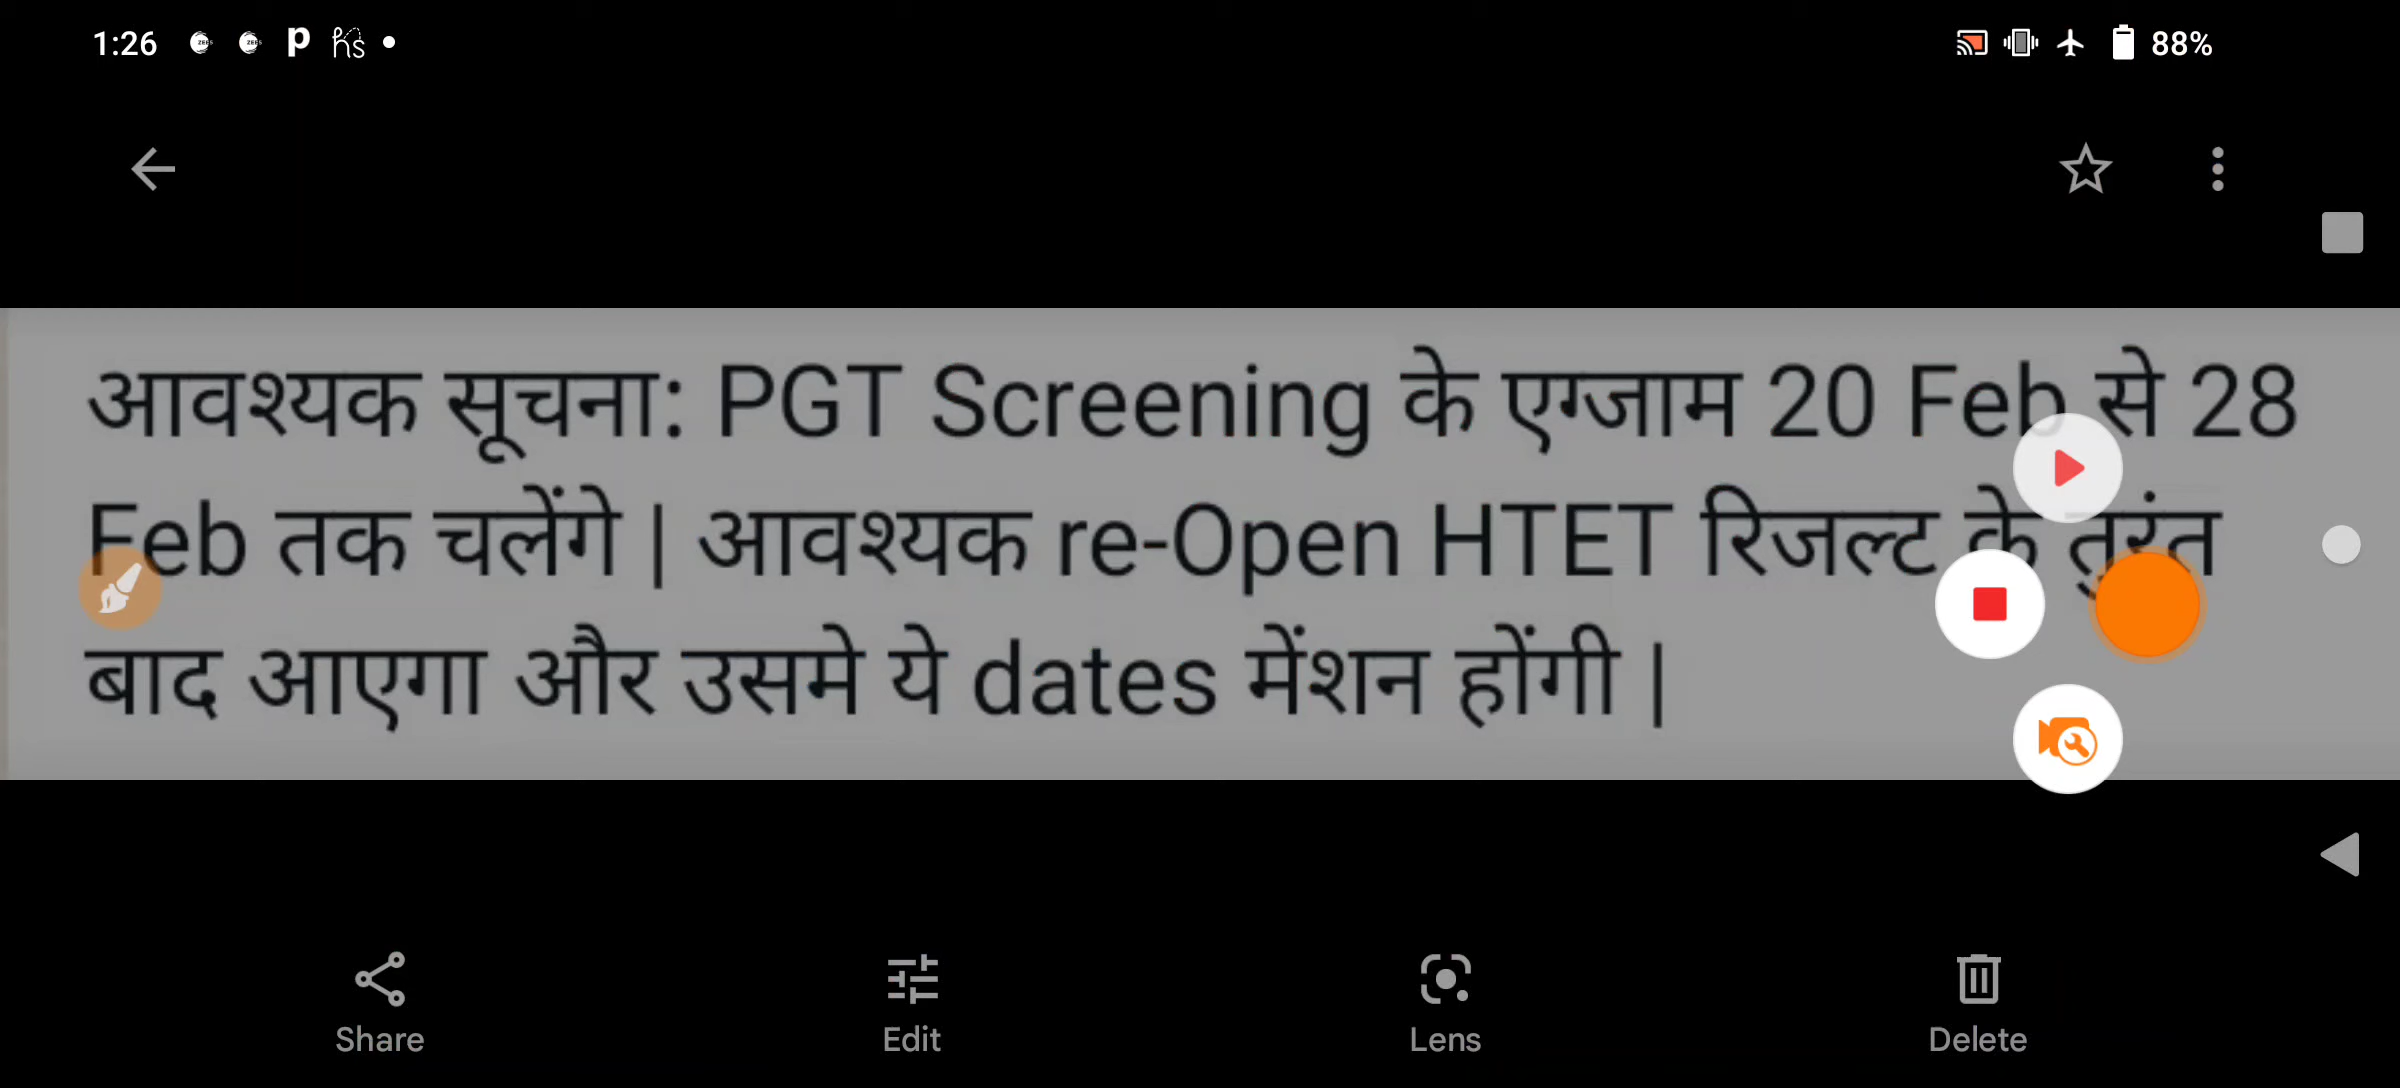 1:26 p hs 88%
आवश्यक सूचना: PGT Screening के एग्जाम 20 Feb से 28
Feb तक चलेंगे | आवश्यक re-Open HTET रिजल्ट के तुरंत
बाद आएगा और उसमे ये dates मेंशन होंगी |
Share Edit Lens Delete